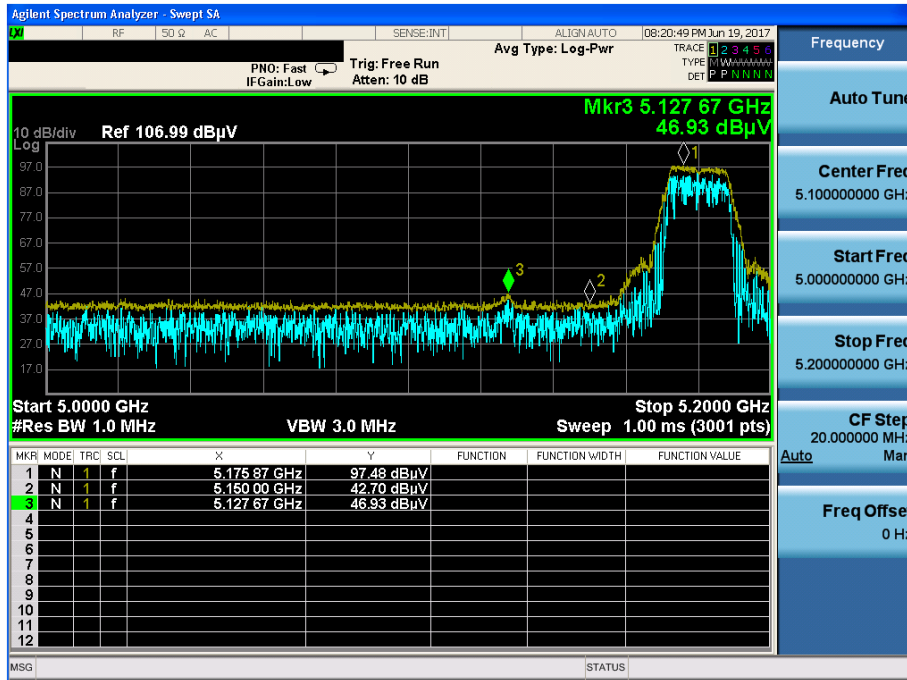 Agilent Spectrum Analyzer - Swept SA
LXI RF 50 Ω AC SENSE:INT ALIGN AUTO 08:20:49 PM Jun 19, 2017
Frequency
Avg Type: Log-Pwr TRACE 1 2 3 4 5 6
PNO: Fast Trig: Free Run TYPE M
IFGain:Low Atten: 10 dB DET P P N N N N
Auto Tune
Mkr3 5.127 67 GHz
10 dB/div Ref 106.99 dBµV 46.93 dBµV
Log
97.0
87.0
77.0
67.0
57.0
47.0
37.0
27.0
17.0
1
2
3
Center Freq
5.100000000 GHz
Start Freq
5.000000000 GHz
Stop Freq
5.200000000 GHz
Start 5.0000 GHz Stop 5.2000 GHz
#Res BW 1.0 MHz VBW 3.0 MHz Sweep 1.00 ms (3001 pts)
CF Step
20.000000 MHz
Auto Man
Freq Offset
0 Hz
MKR MODE TRC SCL X Y FUNCTION FUNCTION WIDTH FUNCTION VALUE
1 N 1 f 5.175 87 GHz 97.48 dBµV
2 N 1 f 5.150 00 GHz 42.70 dBµV
3 N 1 f 5.127 67 GHz 46.93 dBµV
4
5
6
7
8
9
10
11
12
MSG STATUS